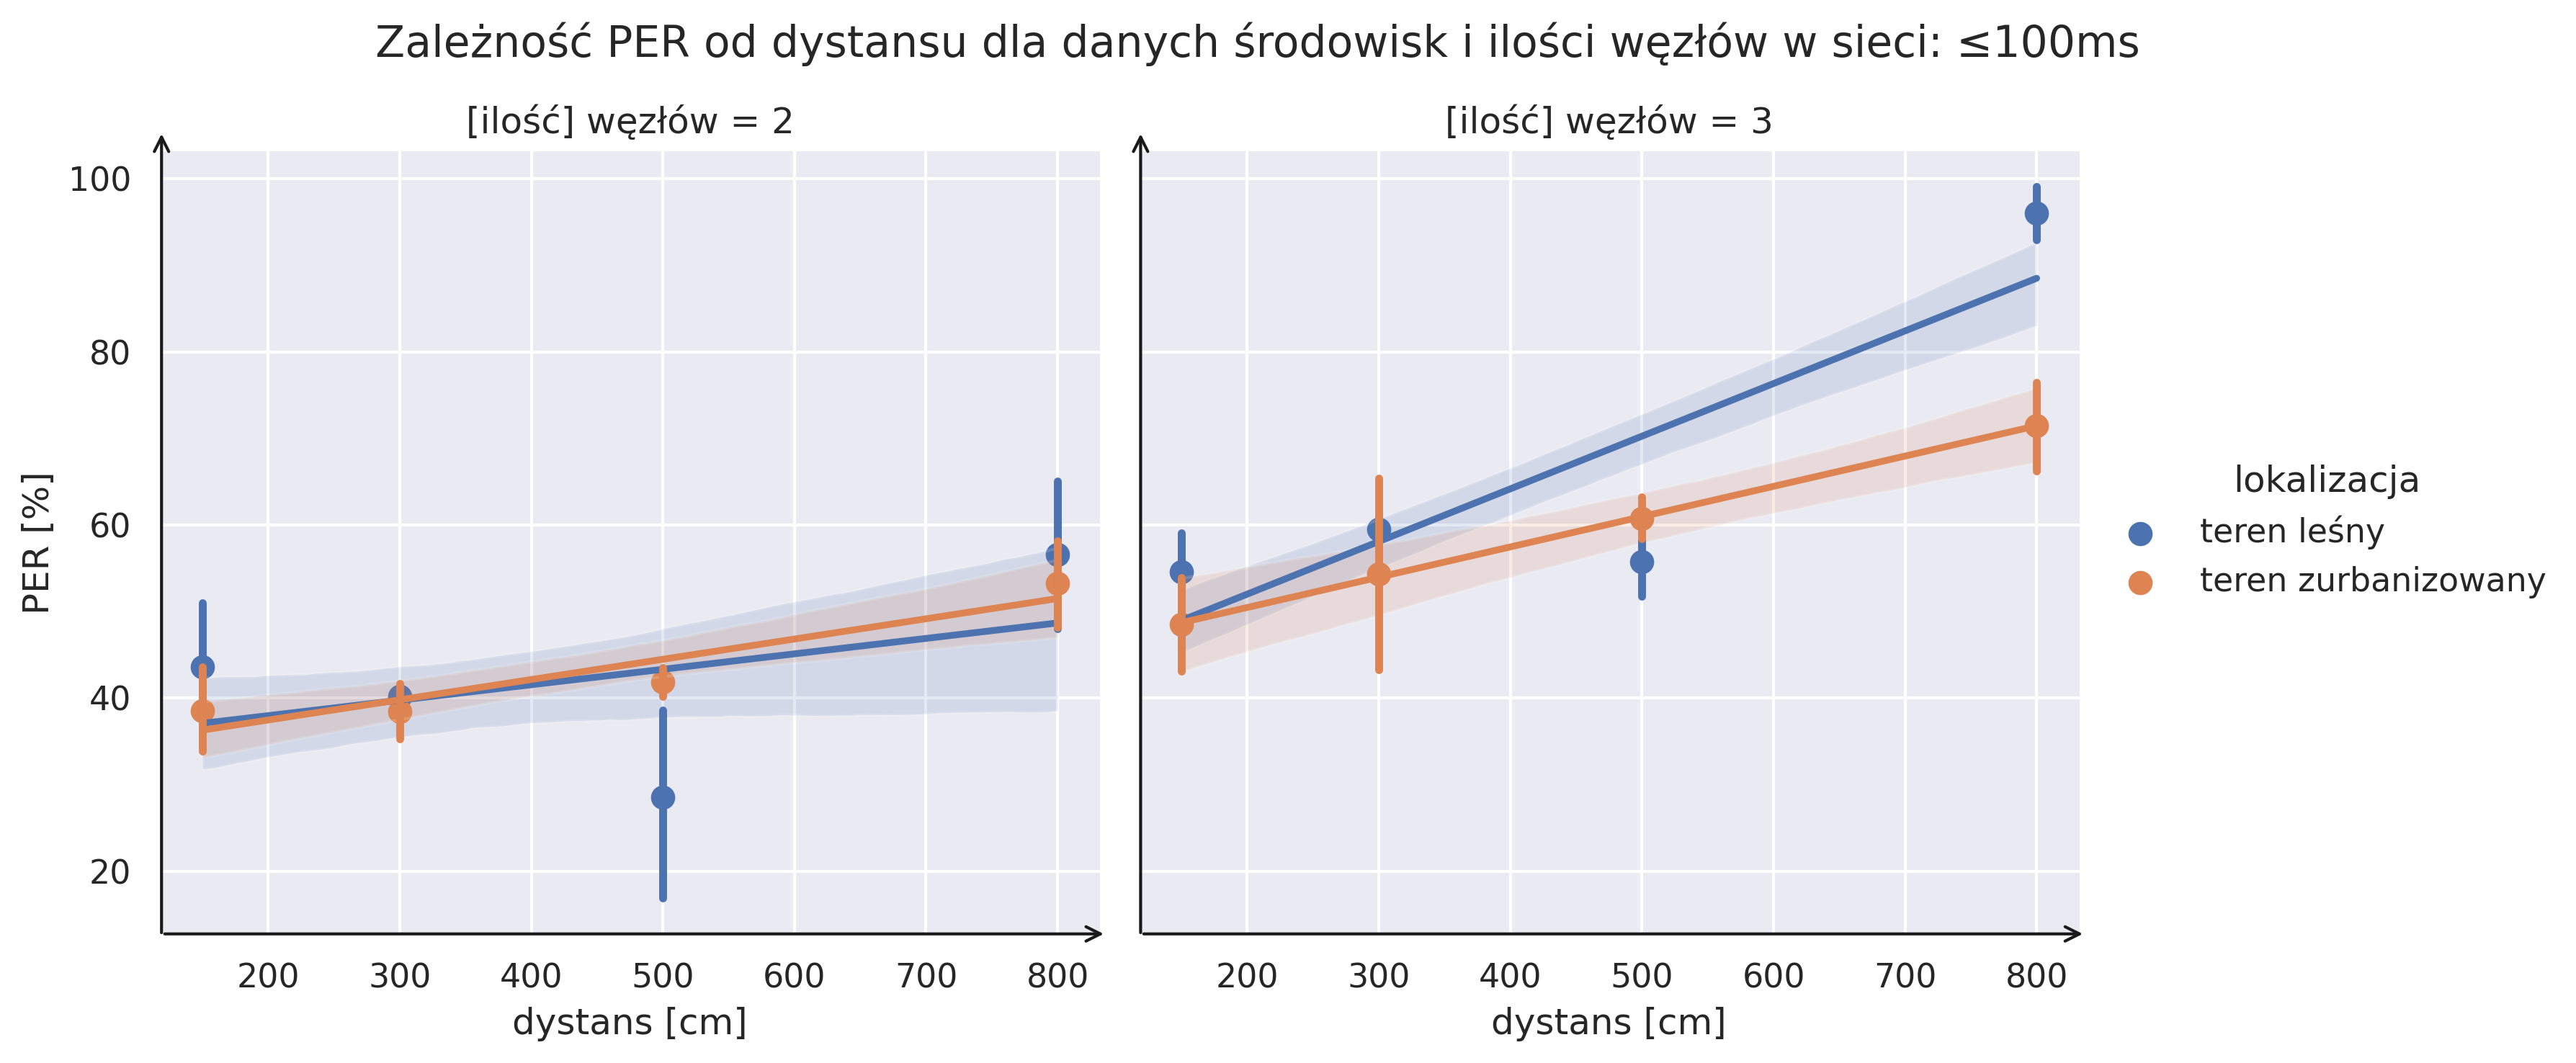 Zależność PER od dystansu dla danych środowisk i ilości węzłów w sieci: ≤100ms
[ilość] węzłów = 2
[ilość] węzłów = 3
PER [%]
100
80
60
40
20
200 300 400 500 600 700 800
200 300 400 500 600 700 800
dystans [cm]
dystans [cm]
lokalizacja
teren leśny
teren zurbanizowany